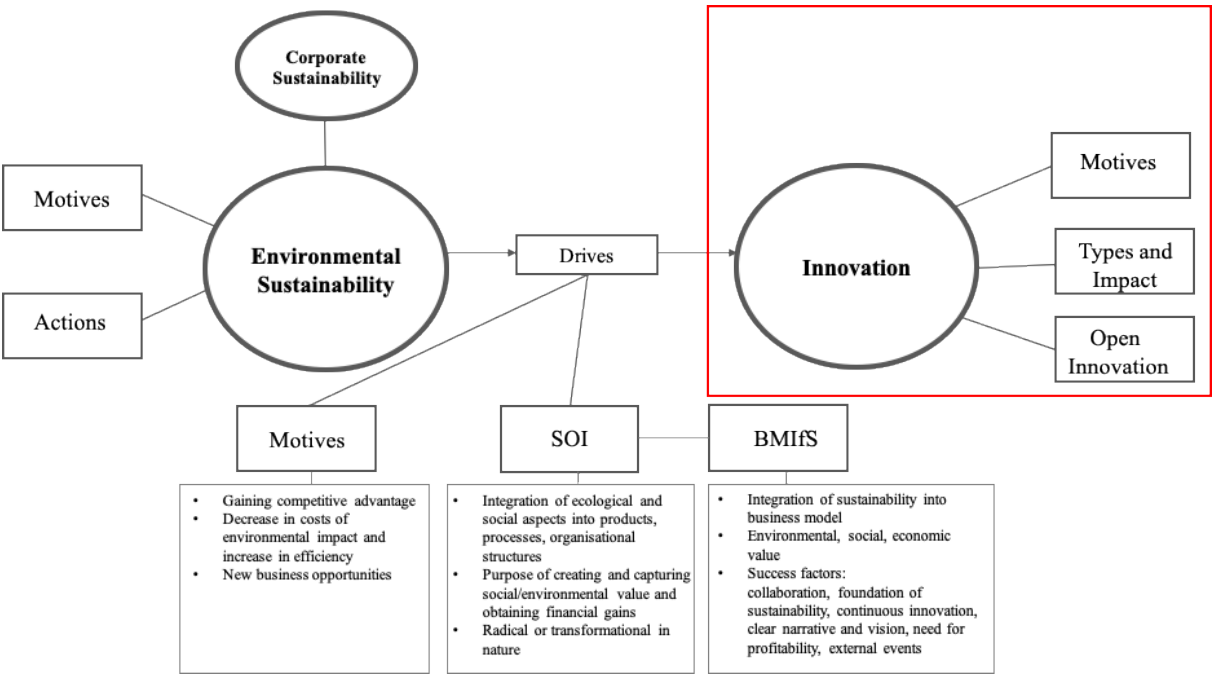 Corporate
Sustainability
Motives
Actions
Environmental
Sustainability
Drives
Innovation
Motives
Types and
Impact
Open
Innovation
Motives
SOI
BMIfS
• Gaining competitive advantage
• Decrease in costs of
environmental impact and
increase in efficiency
• New business opportunities
• Integration of ecological and
social aspects into products,
processes, organisational
structures
• Purpose of creating and capturing
social/environmental value and
obtaining financial gains
• Radical or transformational in
nature
• Integration of sustainability into
business model
• Environmental, social, economic
value
• Success factors:
collaboration, foundation of
sustainability, continuous innovation,
clear narrative and vision, need for
profitability, external events